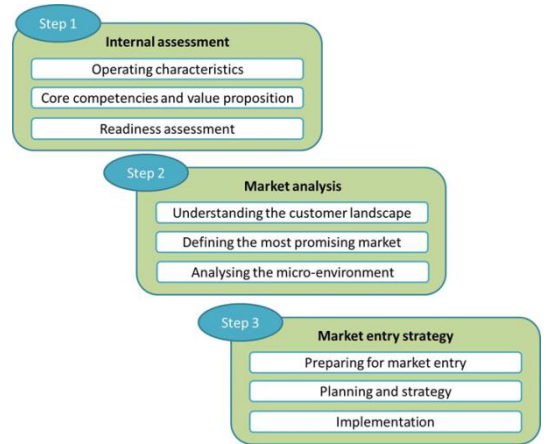 Step 1
Internal assessment
Operating characteristics
Core competencies and value proposition
Readiness assessment
Step 2
Market analysis
Understanding the customer landscape
Defining the most promising market
Analysing the micro-environment
Step 3
Market entry strategy
Preparing for market entry
Planning and strategy
Implementation